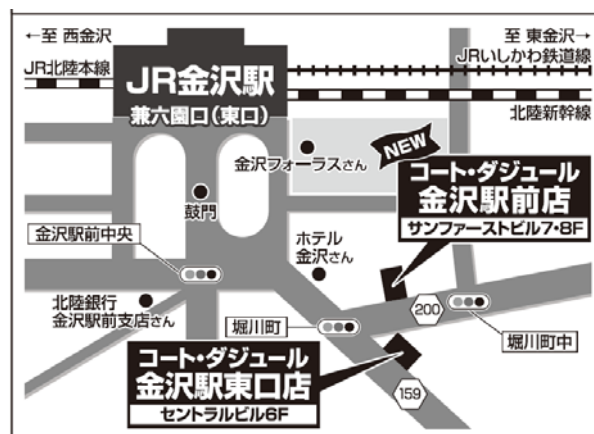 ←至 西金沢
至 東金沢→
JRいしかわ鉄道線
JR北陸本線
JR金沢駅
兼六園口(東口)
北陸新幹線
NEW
金沢フォーラスさん
コート・ダジュール
金沢駅前店
サンファーストビル7・8F
鼓門
金沢駅前中央
ホテル
金沢さん
北陸銀行
金沢駅前支店さん
堀川町
200
堀川町中
コート・ダジュール
金沢駅東口店
セントラルビル6F
159